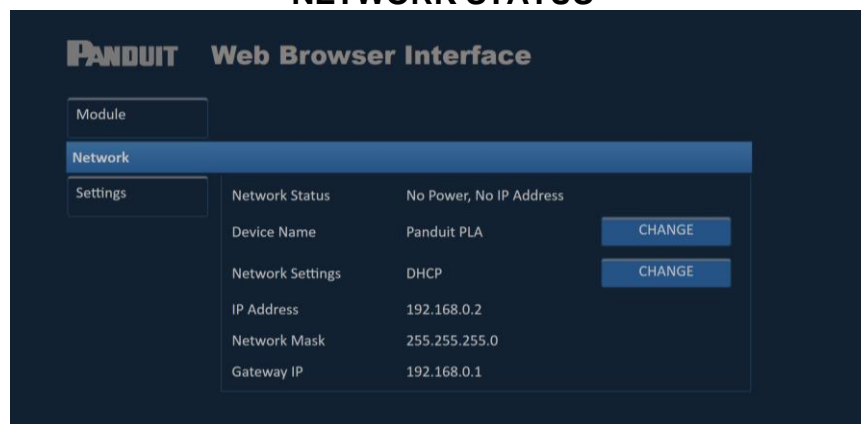 NETWORK STATUS
PANDUIT Web Browser Interface
Module
Network
Settings
Network Status No Power, No IP Address
Device Name Panduit PLA CHANGE
Network Settings DHCP CHANGE
IP Address 192.168.0.2
Network Mask 255.255.255.0
Gateway IP 192.168.0.1